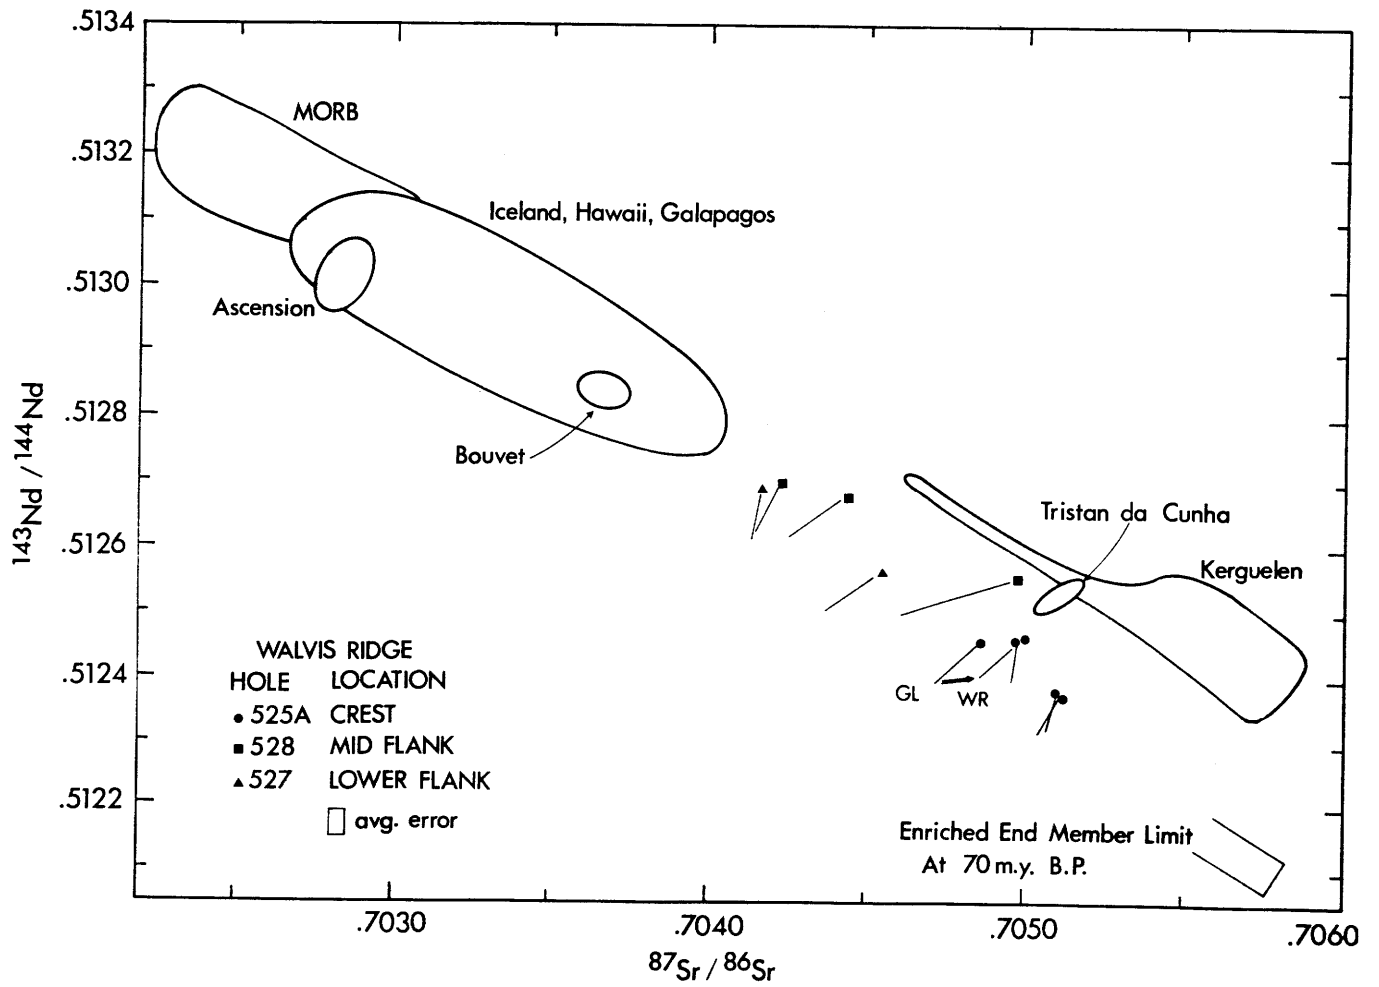 .5134
.5132
.5130
.5128
.5126
.5124
.5122
143Nd / 144Nd
MORB
Iceland, Hawaii, Galapagos
Ascension
Bouvet
Tristan da Cunha
Kerguelen
GL
WR
WALVIS RIDGE
HOLE LOCATION
525A CREST
528 MID FLANK
527 LOWER FLANK
avg. error
Enriched End Member Limit
At 70 m.y. B.P.
.7030 .7040 .7050 .7060
87Sr / 86Sr